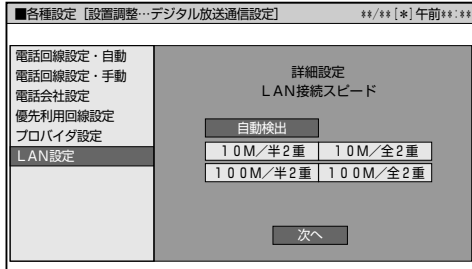 ■各種設定［設置調整…デジタル放送通信設定］ **/**[*]午前**:**
電話回線設定・自動
電話回線設定・手動
電話会社設定
優先利用回線設定
プロバイダ設定
ＬＡＮ設定
詳細設定
ＬＡＮ接続スピード
自動検出
１０Ｍ／半２重 １０Ｍ／全２重
１００Ｍ／半２重 １００Ｍ／全２重
次へ